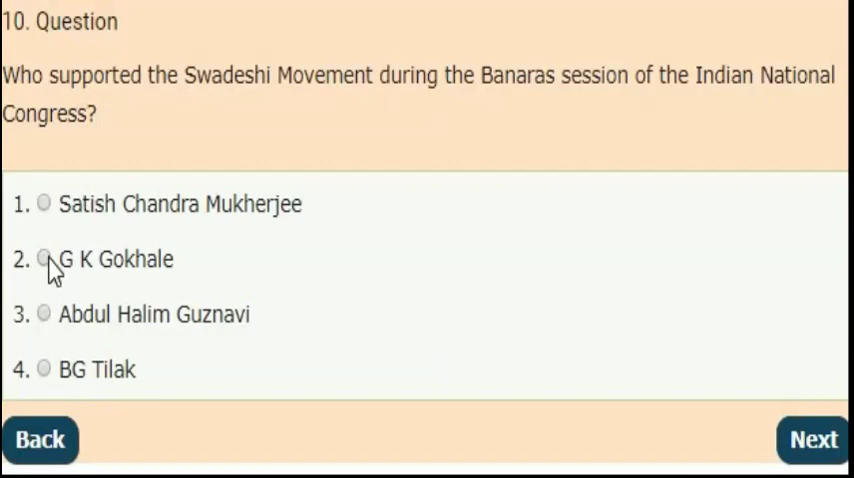 10. Question
Who supported the Swadeshi Movement during the Banaras session of the Indian National
Congress?
1. Satish Chandra Mukherjee
2. G K Gokhale
3. Abdul Halim Guznavi
4. BG Tilak
Back
Next